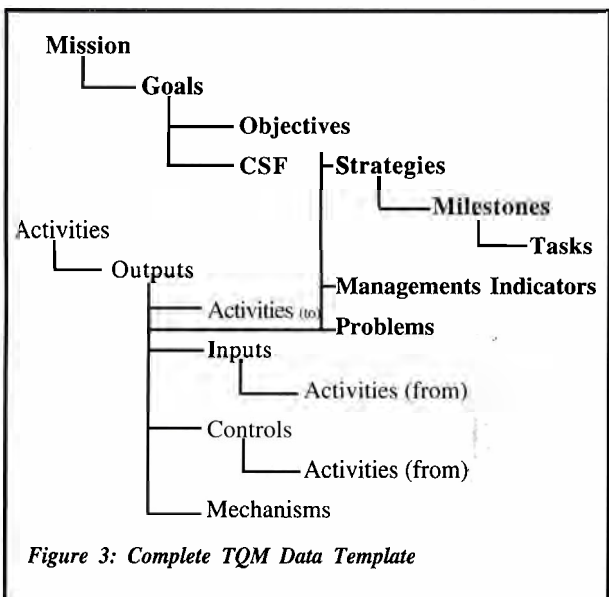 Mission
Goals
Objectives
CSF
Strategies
Milestones
Tasks
Activities
Outputs
Managements Indicators
Activities (to)
Problems
Inputs
Activities (from)
Controls
Activities (from)
Mechanisms
Figure 3: Complete TQM Data Template